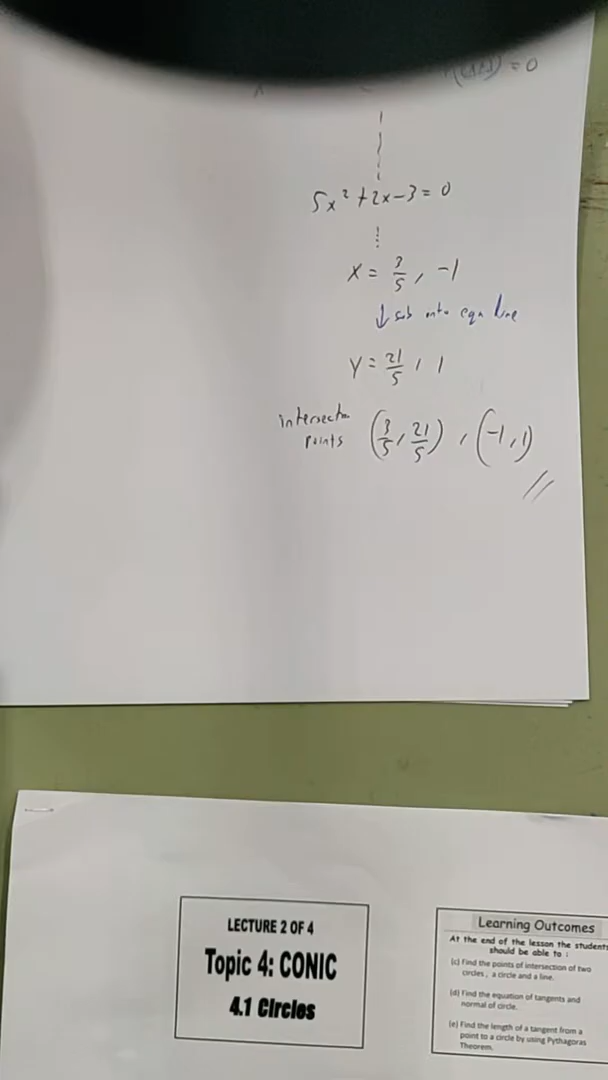 = 0
5x² + 2x - 3 = 0
x = 3/5, -1
↓ sub into eqn line
y = 21/5, 1
intersection points (3/5, 21/5), (-1, 1) //
LECTURE 2 OF 4
Topic 4: CONIC
4.1 Circles
Learning Outcomes
At the end of the lesson the students
should be able to :
(c) Find the points of intersection of two
circles , a circle and a line.
(d) Find the equation of tangents and
normal of circle.
(e) Find the length of a tangent from a
point to a circle by using Pythagoras
Theorem.